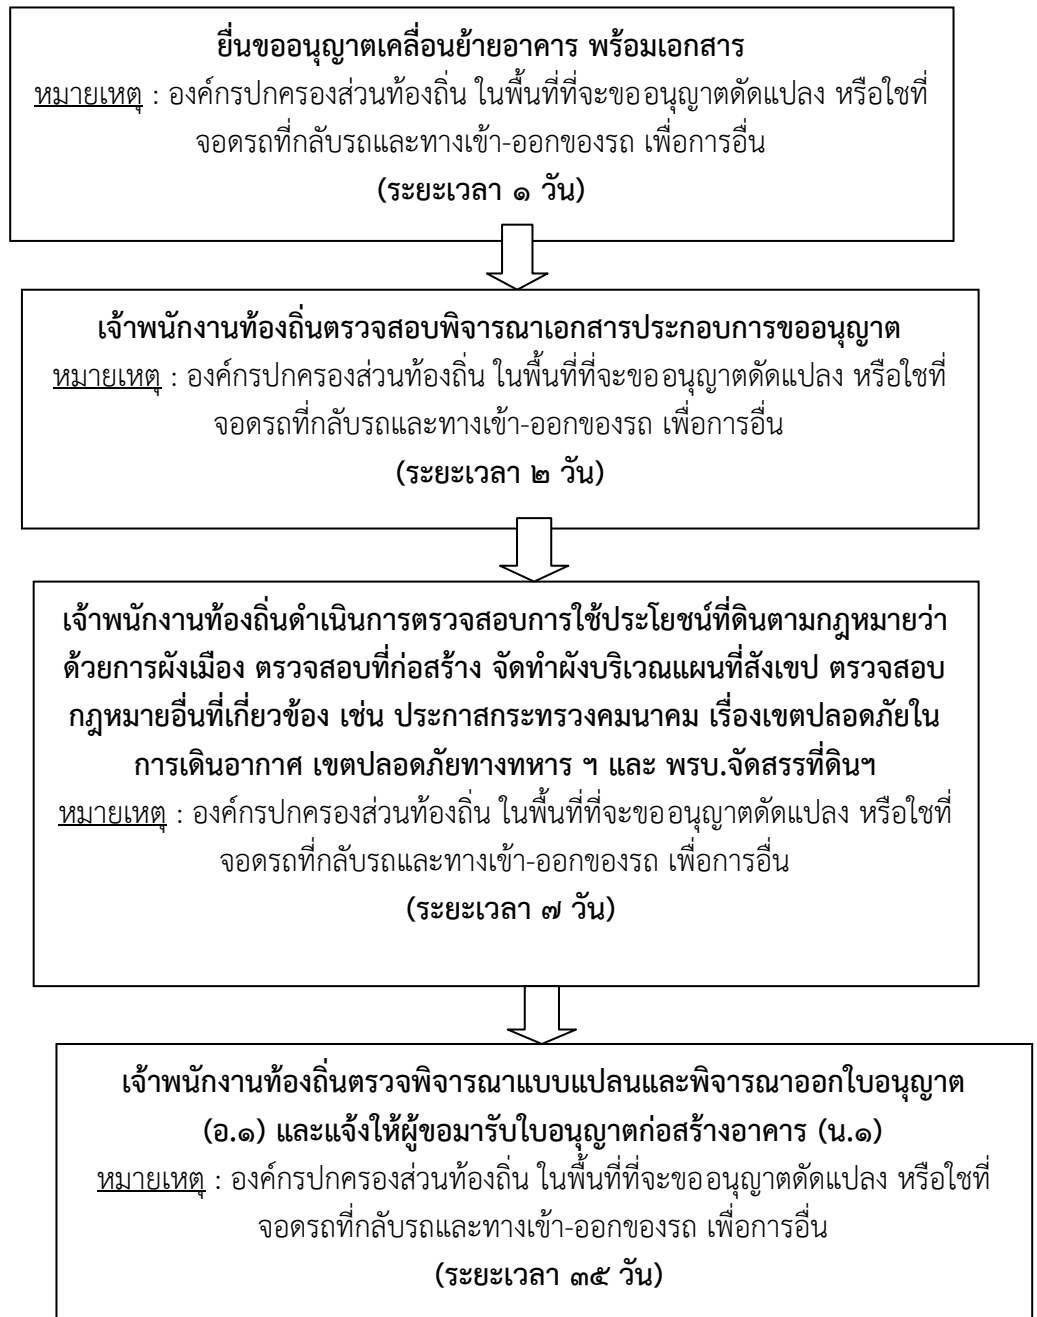 ยื่นขออนุญาตเคลื่อนย้ายอาคาร พร้อมเอกสาร
หมายเหตุ : องค์กรปกครองส่วนท้องถิ่น ในพื้นที่ที่จะขออนุญาตดัดแปลง หรือใชที่
จอดรถที่กลับรถและทางเข้า-ออกของรถ เพื่อการอื่น
(ระยะเวลา ๑ วัน)
เจ้าพนักงานท้องถิ่นตรวจสอบพิจารณาเอกสารประกอบการขออนุญาต
หมายเหตุ : องค์กรปกครองส่วนท้องถิ่น ในพื้นที่ที่จะขออนุญาตดัดแปลง หรือใชที่
จอดรถที่กลับรถและทางเข้า-ออกของรถ เพื่อการอื่น
(ระยะเวลา ๒ วัน)
เจ้าพนักงานท้องถิ่นดำเนินการตรวจสอบการใช้ประโยชน์ที่ดินตามกฎหมายว่า
ด้วยการผังเมือง ตรวจสอบที่ก่อสร้าง จัดทำผังบริเวณแผนที่สังเขป ตรวจสอบ
กฎหมายอื่นที่เกี่ยวข้อง เช่น ประกาศกระทรวงคมนาคม เรื่องเขตปลอดภัยใน
การเดินอากาศ เขตปลอดภัยทางทหาร ฯ และ พรบ.จัดสรรที่ดินฯ
หมายเหตุ : องค์กรปกครองส่วนท้องถิ่น ในพื้นที่ที่จะขออนุญาตดัดแปลง หรือใชที่
จอดรถที่กลับรถและทางเข้า-ออกของรถ เพื่อการอื่น
(ระยะเวลา ๗ วัน)
เจ้าพนักงานท้องถิ่นตรวจพิจารณาแบบแปลนและพิจารณาออกใบอนุญาต
(อ.๑) และแจ้งให้ผู้ขอมารับใบอนุญาตก่อสร้างอาคาร (น.๑)
หมายเหตุ : องค์กรปกครองส่วนท้องถิ่น ในพื้นที่ที่จะขออนุญาตดัดแปลง หรือใชที่
จอดรถที่กลับรถและทางเข้า-ออกของรถ เพื่อการอื่น
(ระยะเวลา ๓๕ วัน)